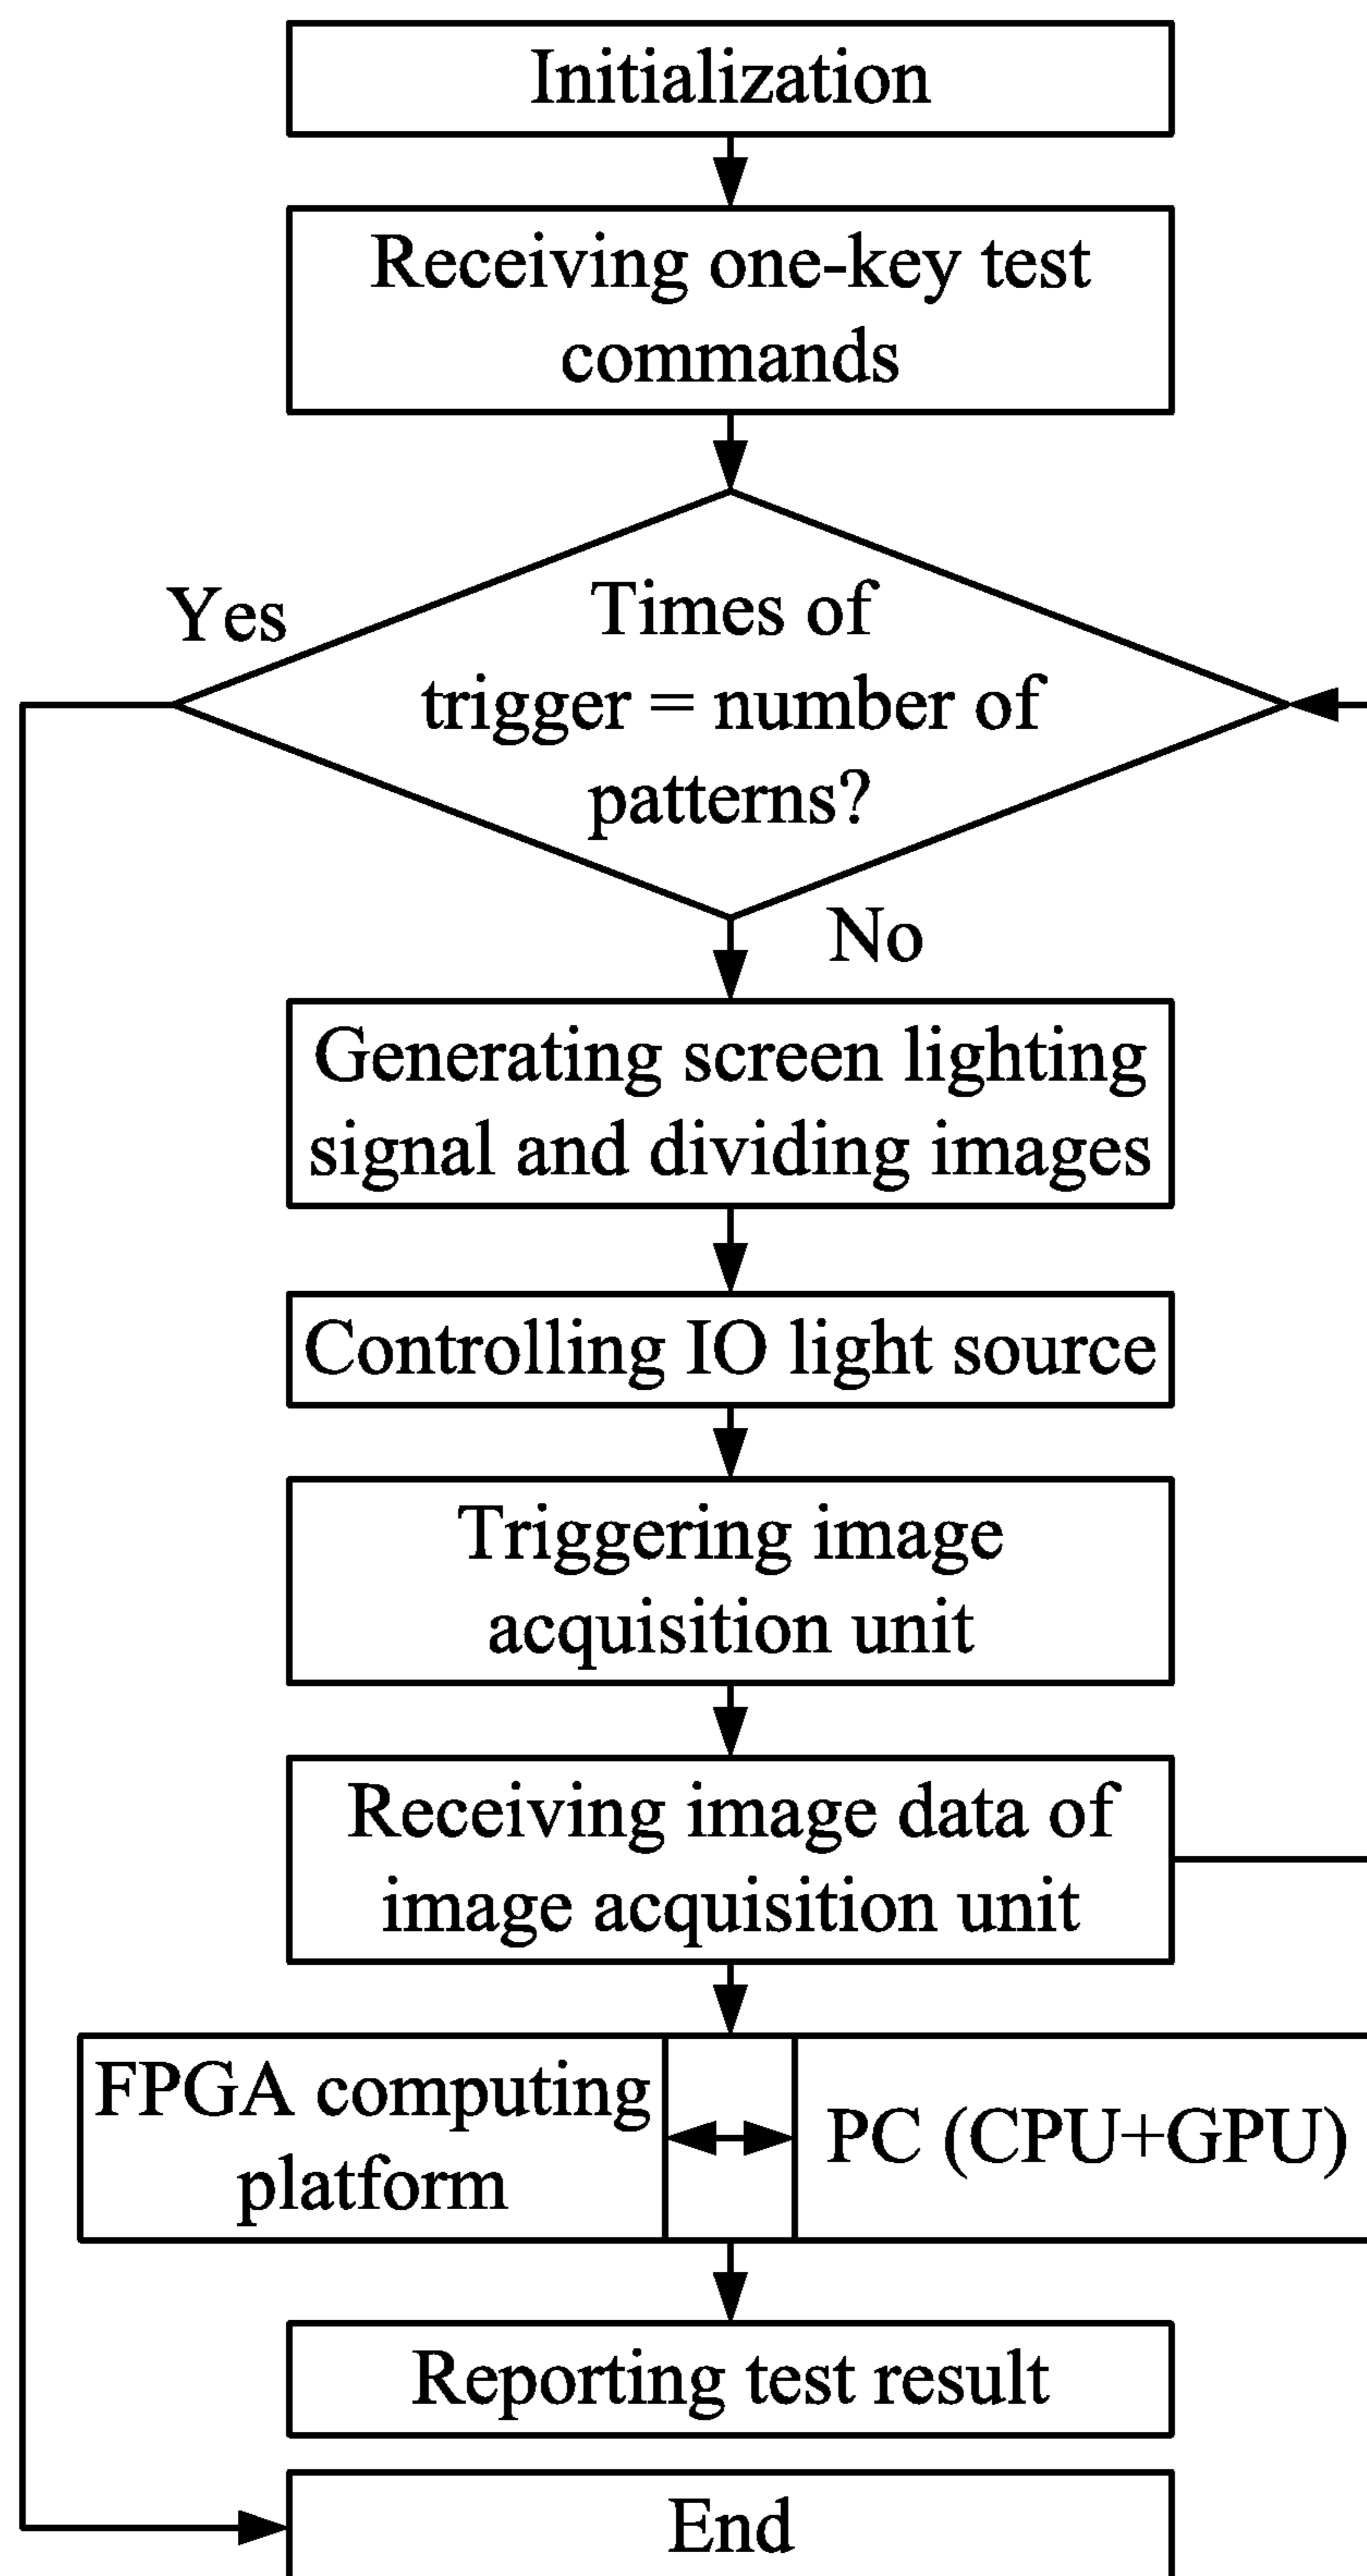 Initialization
Receiving one-key test
commands
Yes
Times of
trigger = number of
patterns?
No
Generating screen lighting
signal and dividing images
Controlling IO light source
Triggering image
acquisition unit
Receiving image data of
image acquisition unit
FPGA computing
platform
PC (CPU+GPU)
Reporting test result
End